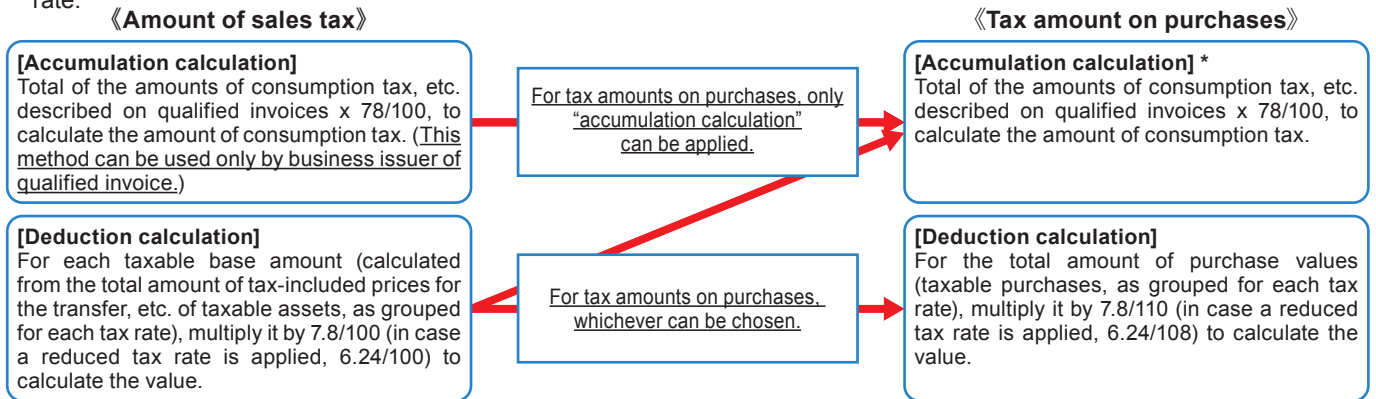 rate.
《Amount of sales tax》
《Tax amount on purchases》
[Accumulation calculation]
Total of the amounts of consumption tax, etc.
described on qualified invoices x 78/100, to
calculate the amount of consumption tax. (This
method can be used only by business issuer of
qualified invoice.)
For tax amounts on purchases, only
“accumulation calculation”
can be applied.
[Accumulation calculation] *
Total of the amounts of consumption tax, etc.
described on qualified invoices x 78/100, to
calculate the amount of consumption tax.
[Deduction calculation]
For each taxable base amount (calculated
from the total amount of tax-included prices for
the transfer, etc. of taxable assets, as grouped
for each tax rate), multiply it by 7.8/100 (in case
a reduced tax rate is applied, 6.24/100) to
calculate the value.
For tax amounts on purchases,
whichever can be chosen.
[Deduction calculation]
For the total amount of purchase values
(taxable purchases, as grouped for each tax
rate), multiply it by 7.8/110 (in case a reduced
tax rate is applied, 6.24/108) to calculate the
value.